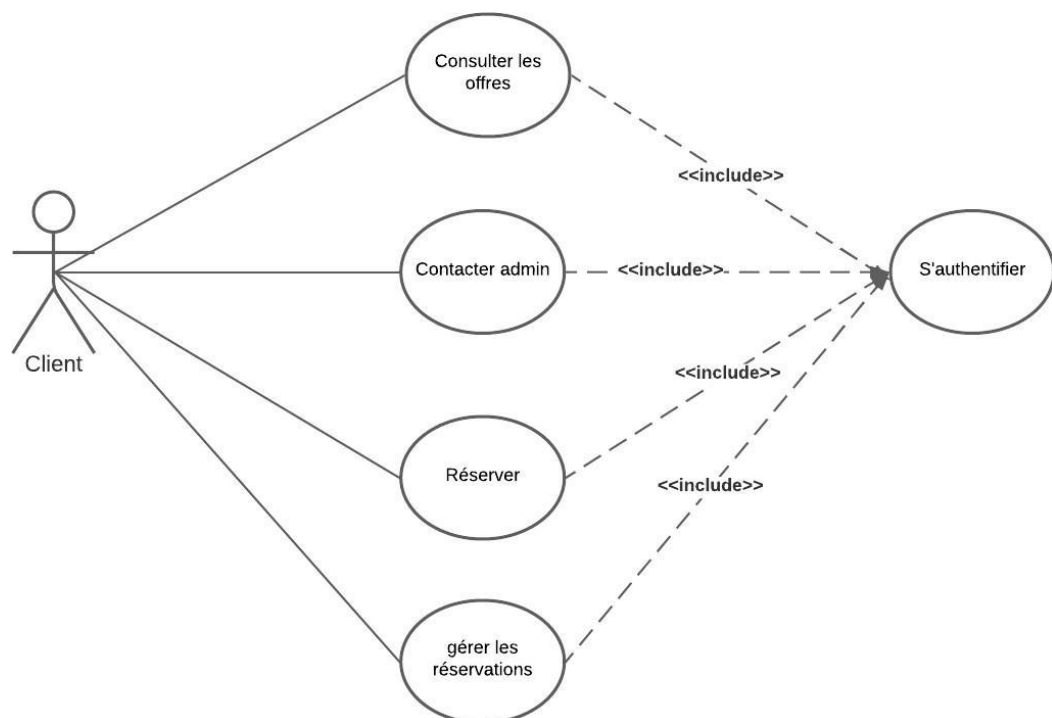 Consulter les
offres
<<include>>
Contacter admin
<<include>>
S'authentifier
Client
<<include>>
Réserver
<<include>>
gérer les
réservations